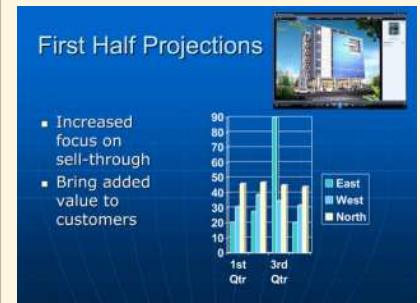 First Half Projections
Increased
focus on
sell-through
Bring added
value to
customers
90
80
70
60
50
40
30
20
10
0
1st
Qtr
3rd
Qtr
East
West
North